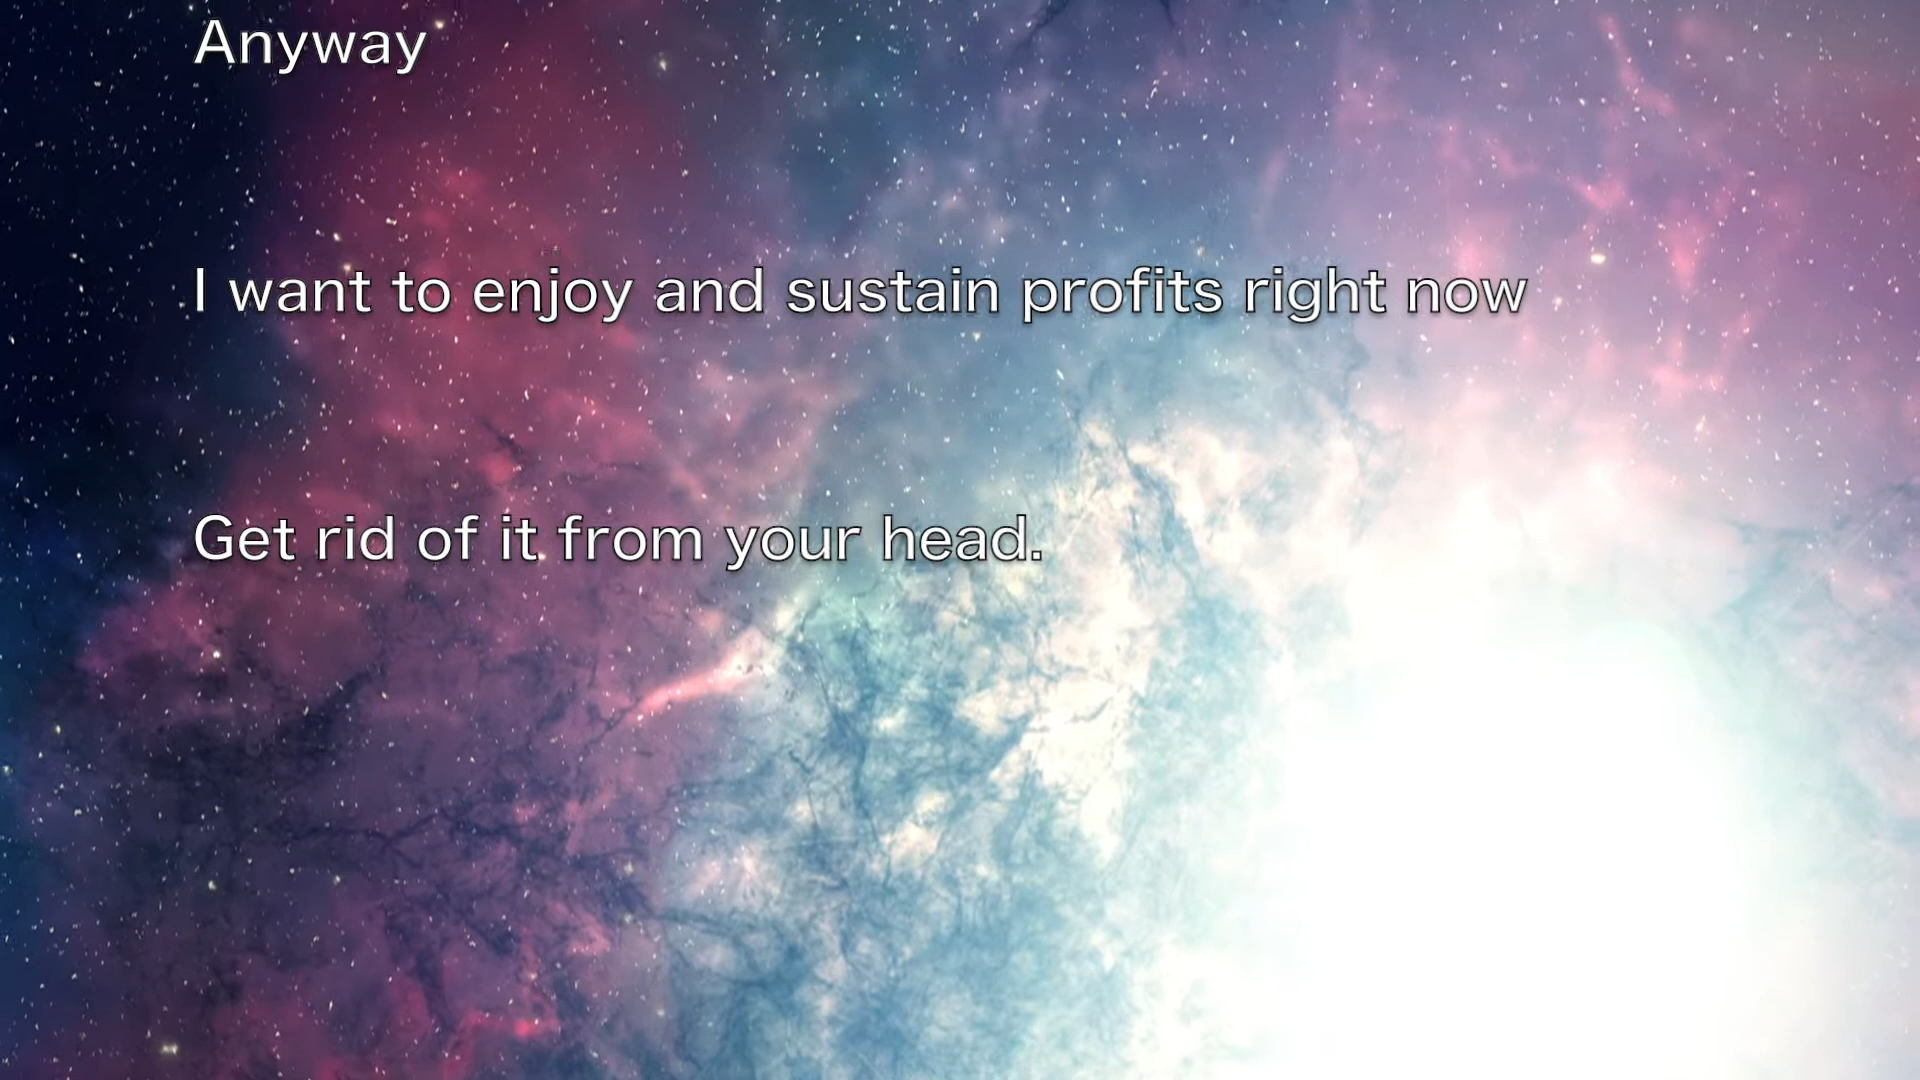 Anyway
I want to enjoy and sustain profits right now
Get rid of it from your head.